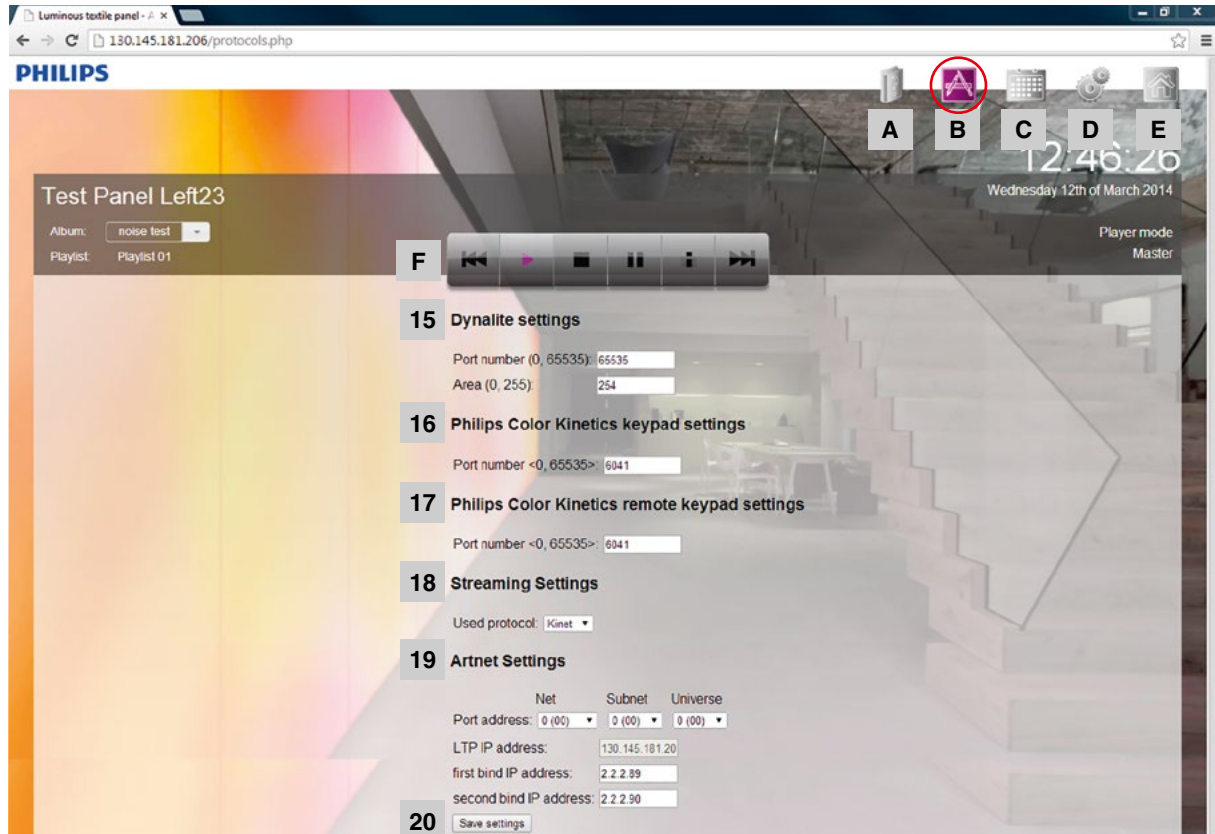 Luminous textile panel - A ×
130.145.181.206/protocols.php
PHILIPS
A B C D E
12:46:26
Wednesday 12th of March 2014
Test Panel Left23
Album: noise test
Player mode
Playlist: Playlist 01
Master
F
15 Dynalite settings
Port number (0, 65535): 65535
Area (0, 255): 254
16 Philips Color Kinetics keypad settings
Port number <0, 65535>: 6041
17 Philips Color Kinetics remote keypad settings
Port number <0, 65535>: 6041
18 Streaming Settings
Used protocol: Kinet
19 Artnet Settings
Net Subnet Universe
Port address: 0 (00) 0 (00) 0 (00)
LTP IP address: 130.145.181.20
first bind IP address: 2.2.2.89
second bind IP address: 2.2.2.90
20 Save settings